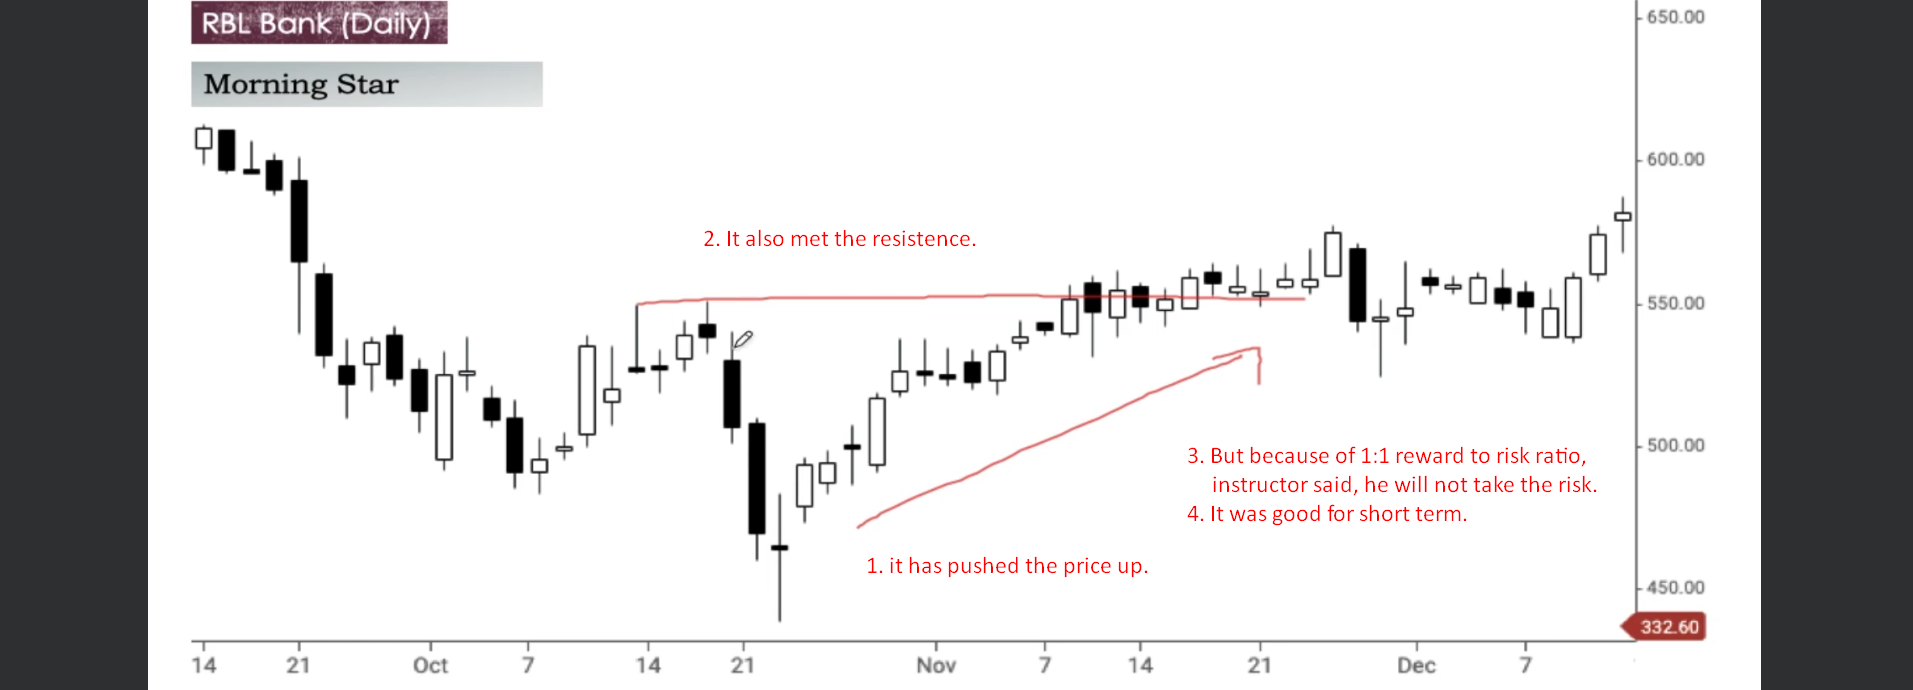 RBL Bank (Daily)
Morning Star
650.00
600.00
2. It also met the resistence.
550.00
500.00
3. But because of 1:1 reward to risk ratio,
instructor said, he will not take the risk.
4. It was good for short term.
1. it has pushed the price up.
450.00
332.60
14 21 Oct 7 14 21 Nov 7 14 21 Dec 7